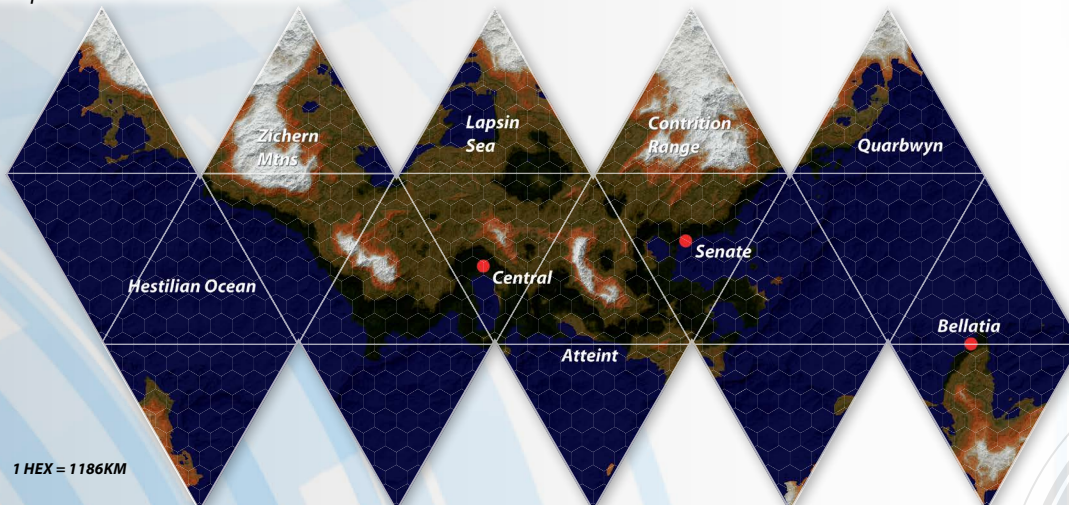 Zichern
Mtns
Lapsin
Sea
Contrition
Range
Quarbwyn
Senate
Central
Hestilian Ocean
Bellatia
Atteint
1 HEX = 1186KM